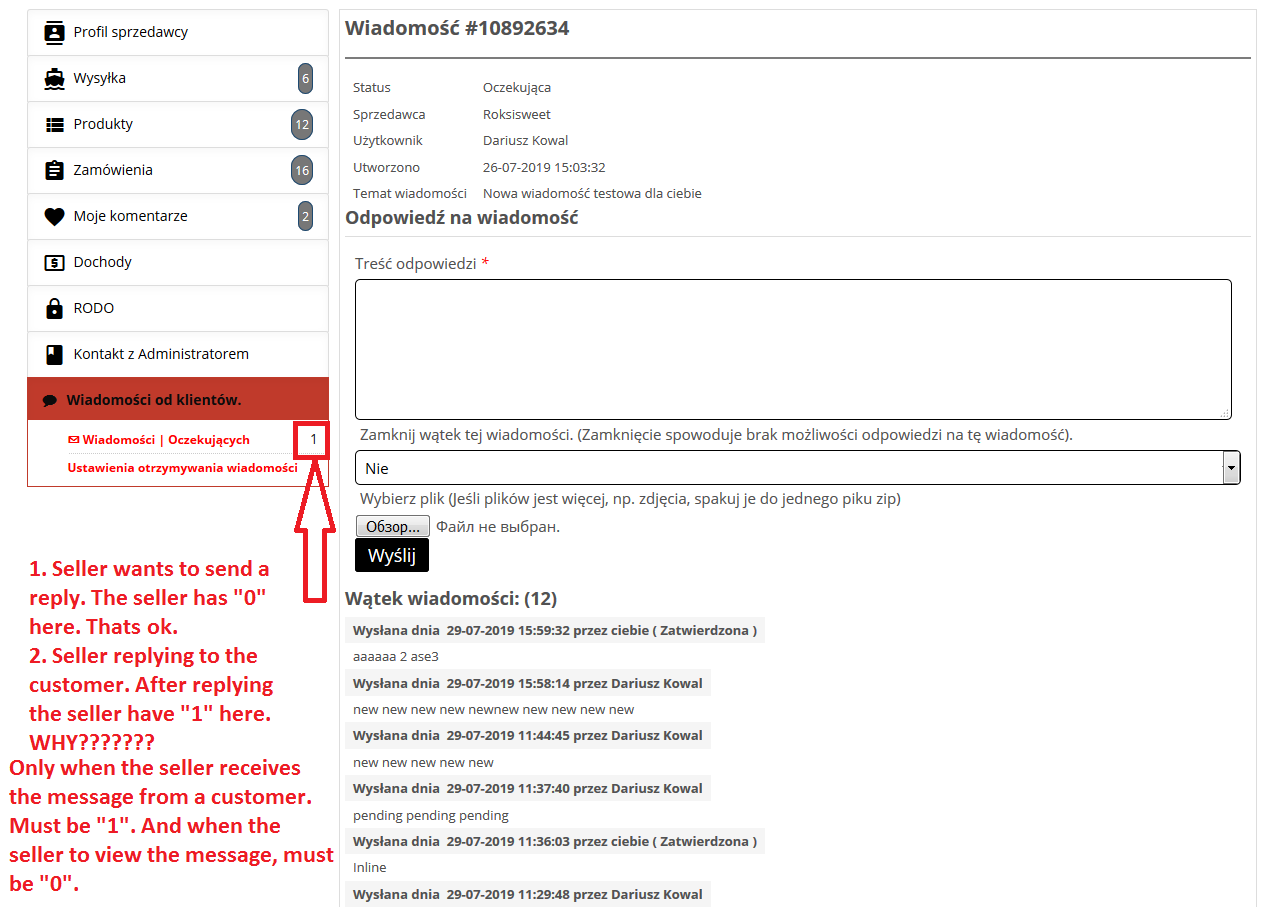 Profil sprzedawcy
Wysyłka 6
Produkty 12
Zamówienia 16
Moje komentarze 2
Dochody
RODO
Kontakt z Administratorem
Wiadomości od klientów.
Wiadomości | Oczekujących 1
Ustawienia otrzymywania wiadomości
1. Seller wants to send a
reply. The seller has "0"
here. Thats ok.
2. Seller replying to the
customer. After replying
the seller have "1" here.
WHY???????
Only when the seller receives
the message from a customer.
Must be "1". And when the
seller to view the message, must
be "0".
Wiadomość #10892634
Status Oczekująca
Sprzedawca Roksisweet
Użytkownik Dariusz Kowal
Utworzono 26-07-2019 15:03:32
Temat wiadomości Nowa wiadomość testowa dla ciebie
Odpowiedź na wiadomość
Treść odpowiedzi *
Zamknij wątek tej wiadomości. (Zamknięcie spowoduje brak możliwości odpowiedzi na tę wiadomość).
Nie
Wybierz plik (Jeśli plików jest więcej, np. zdjęcia, spakuj je do jednego piku zip)
Обзор... Файл не выбран.
Wyślij
Wątek wiadomości: (12)
Wysłana dnia 29-07-2019 15:59:32 przez ciebie ( Zatwierdzona )
aaaaaa 2 ase3
Wysłana dnia 29-07-2019 15:58:14 przez Dariusz Kowal
new new new new newnew new new new new
Wysłana dnia 29-07-2019 11:44:45 przez Dariusz Kowal
new new new new new
Wysłana dnia 29-07-2019 11:37:40 przez Dariusz Kowal
pending pending pending
Wysłana dnia 29-07-2019 11:36:03 przez ciebie ( Zatwierdzona )
Inline
Wysłana dnia 29-07-2019 11:29:48 przez Dariusz Kowal